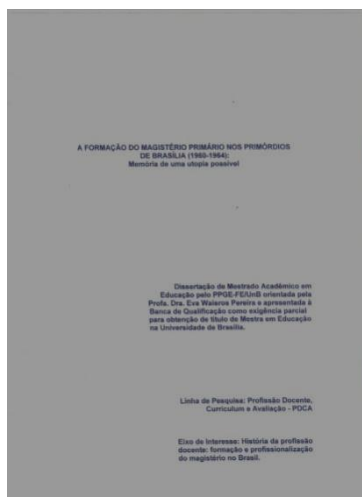 A FORMAÇÃO DO MAGISTÉRIO PRIMÁRIO NOS PRIMÓRDIOS
DE BRASÍLIA (1960-1964):
Memória de uma utopia possível
Dissertação de Mestrado Acadêmico em
Educação pelo PPGE-FE/UnB orientada pela
Profa. Dra. Eva Waisros Pereira e apresentada à
Banca de Qualificação como exigência parcial
para obtenção de título de Mestra em Educação
na Universidade de Brasília.
Linha de Pesquisa: Profissão Docente,
Curriculum e Avaliação - PDCA
Eixo de Interesse: História da profissão
docente: formação e profissionalização
do magistério no Brasil.